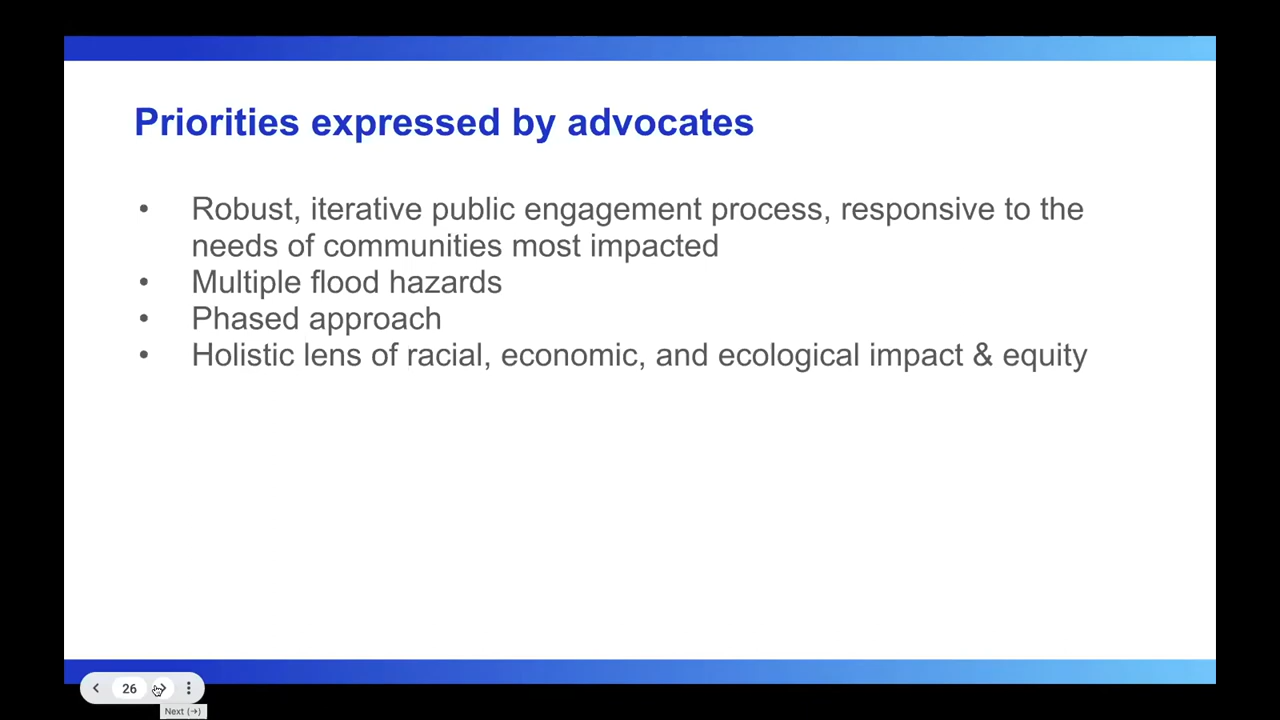 Priorities expressed by advocates
• Robust, iterative public engagement process, responsive to the
needs of communities most impacted
• Multiple flood hazards
• Phased approach
• Holistic lens of racial, economic, and ecological impact & equity
26
Next (→)